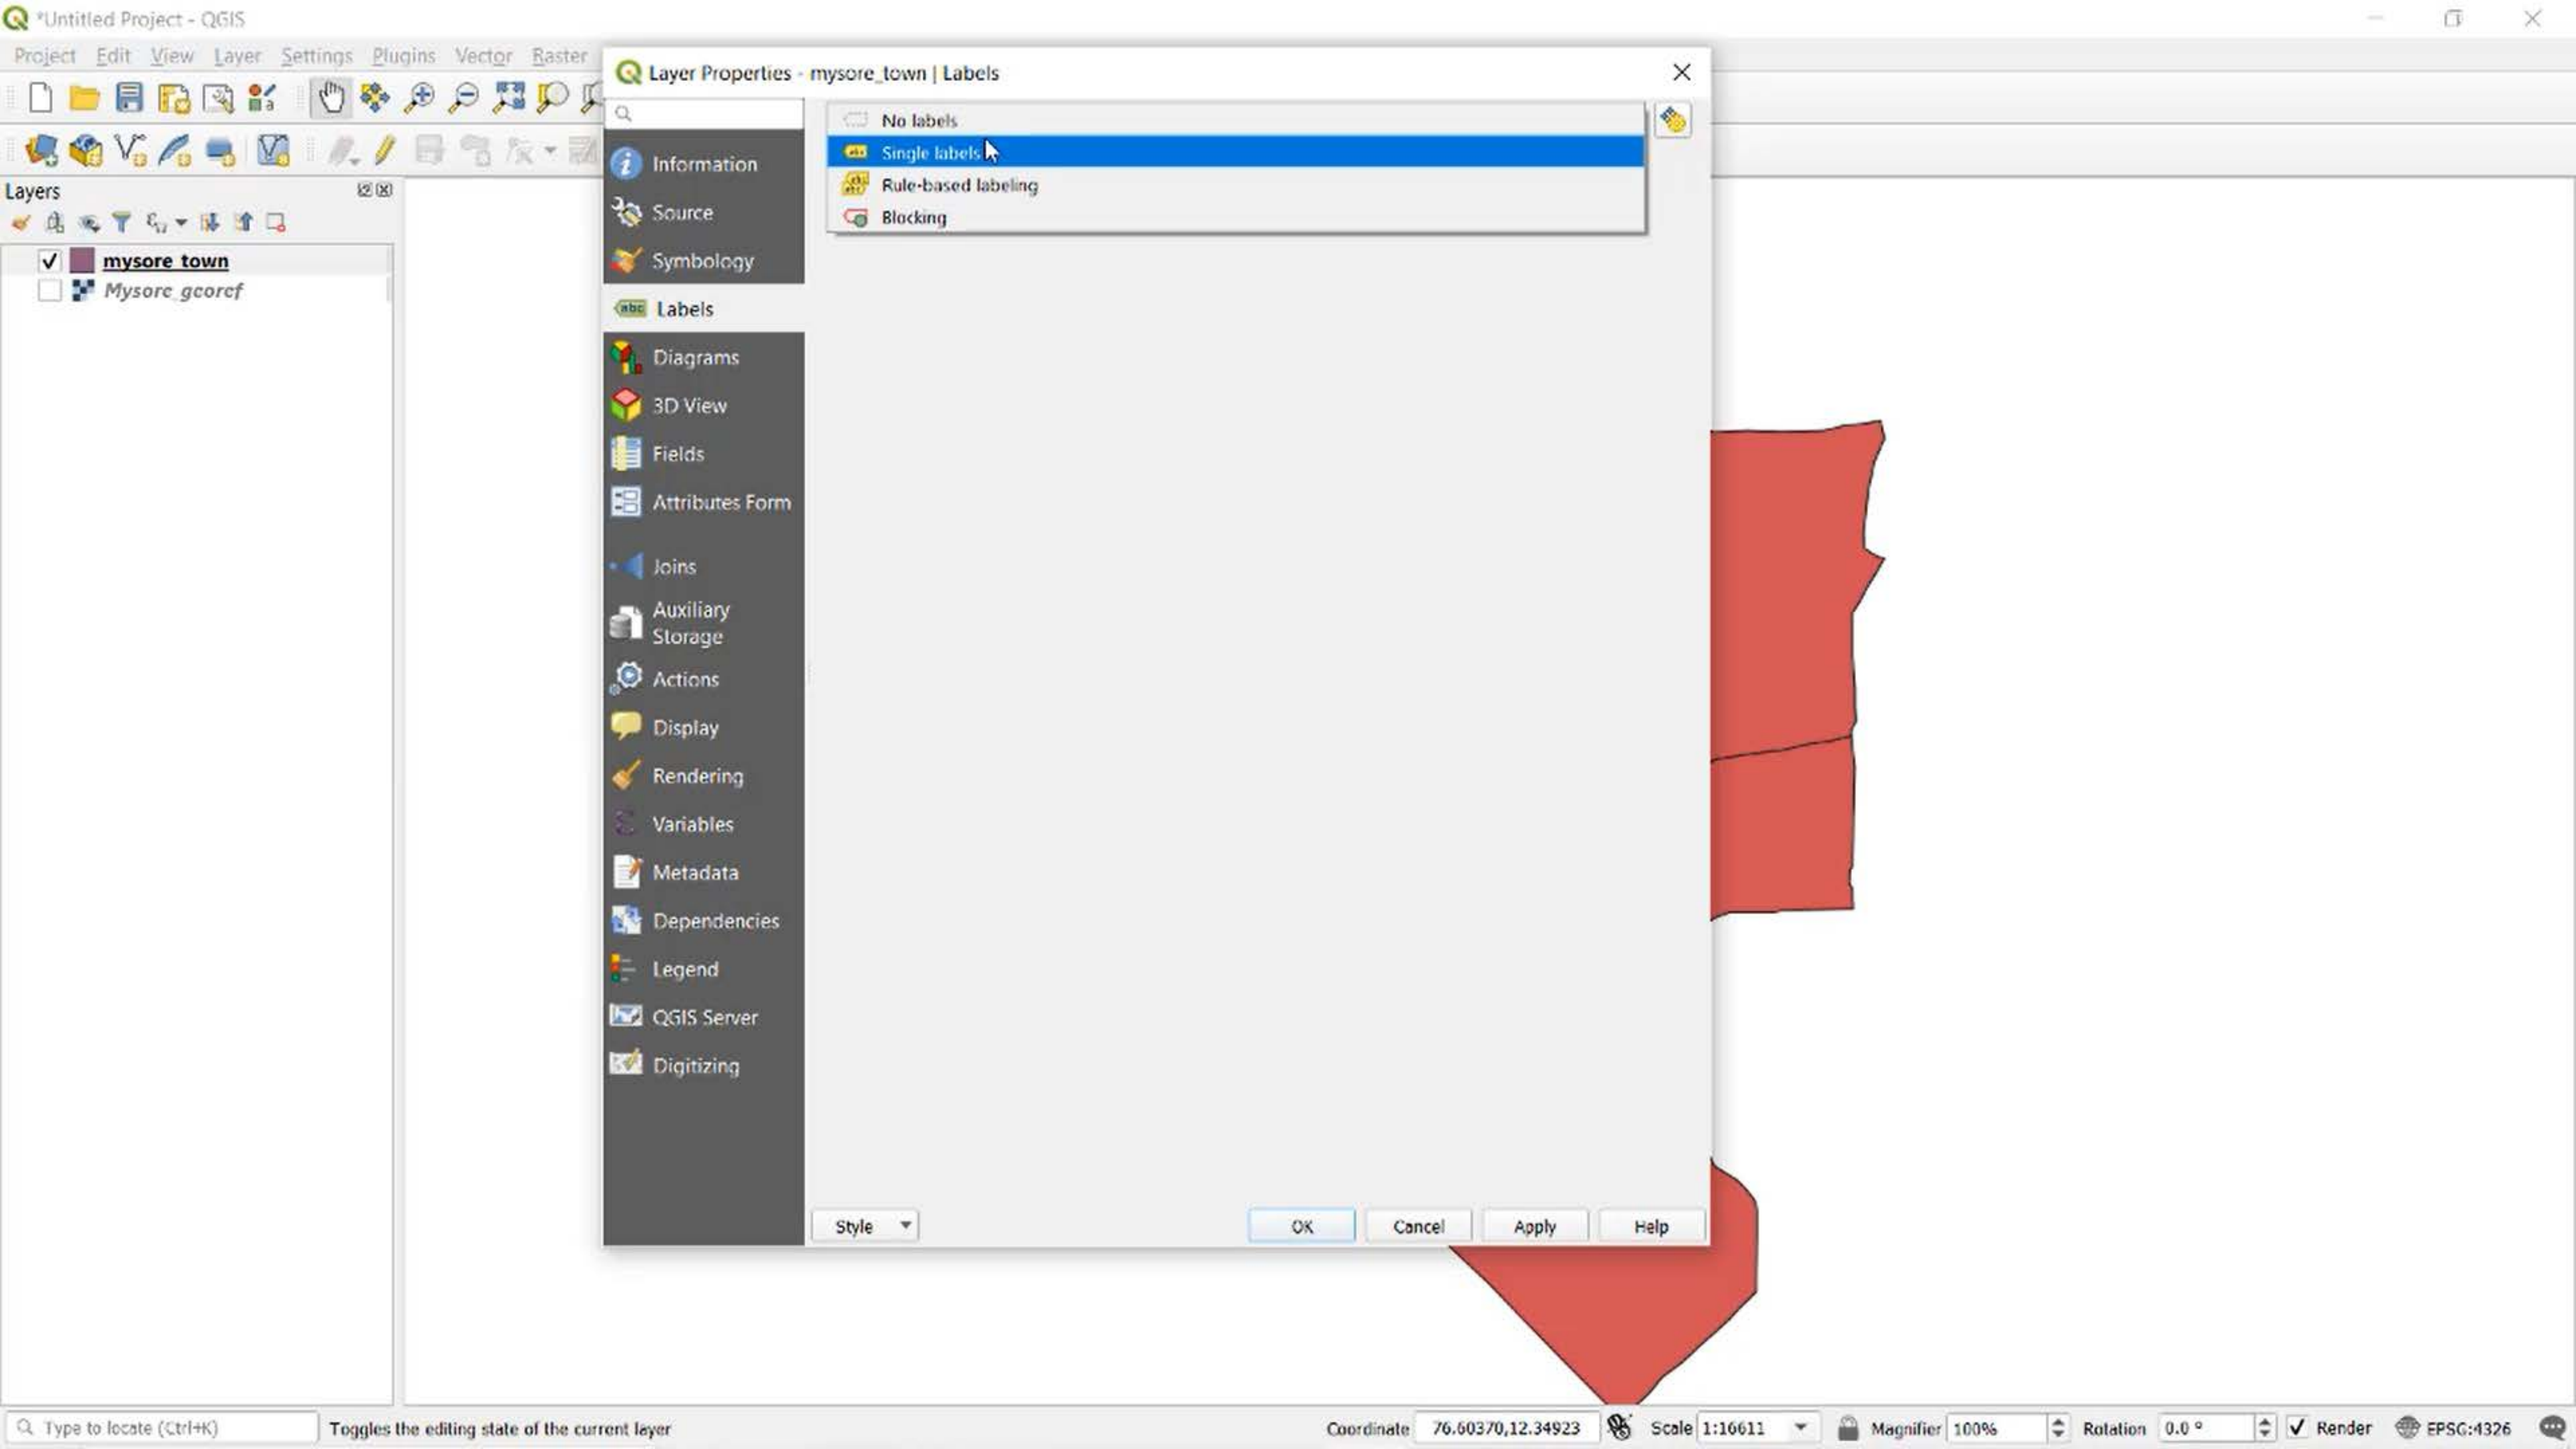 *Untitled Project - QGIS
Project Edit View Layer Settings Plugins Vector Raster
Layers
mysore_town
Mysore_georef
Layer Properties - mysore_town | Labels
Information
Source
Symbology
Labels
Diagrams
3D View
Fields
Attributes Form
Joins
Auxiliary
Storage
Actions
Display
Rendering
Variables
Metadata
Dependencies
Legend
QGIS Server
Digitizing
No labels
Single labels
Rule-based labeling
Blocking
Style OK Cancel Apply Help
Type to locate (Ctrl+K) Toggles the editing state of the current layer Coordinate 76.60370,12.34923 Scale 1:16611 Magnifier 100% Rotation 0.0 ° Render EPSG:4326